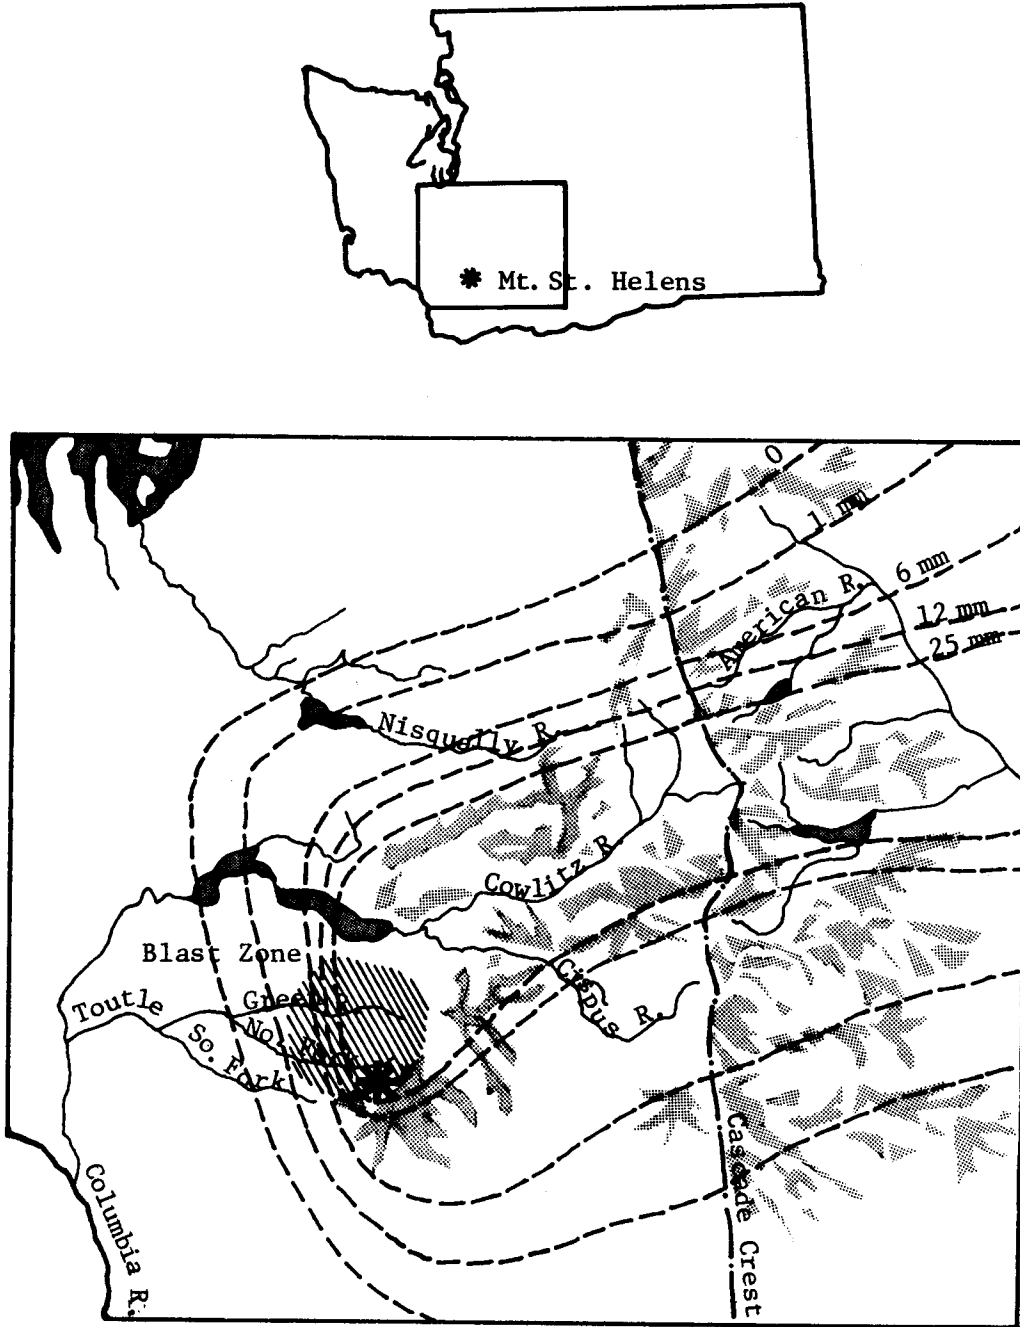 Mt. St. Helens
0
1 mm
6 mm
American R.
12 mm
25 mm
Nisqually R.
Cowlitz R.
Blast Zone
Cispus R.
Toutle
Green R
No. Fork
So. Fork
Columbia R.
Cascade Crest